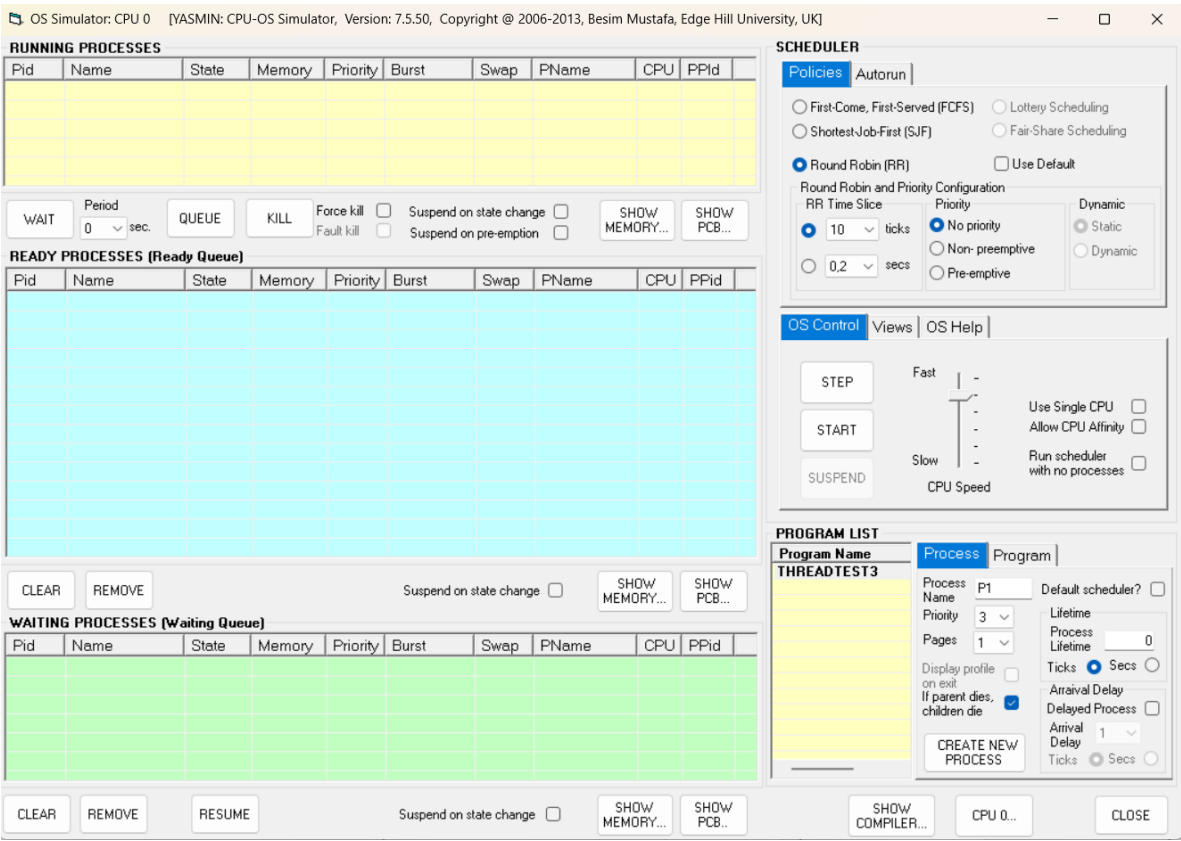 OS Simulator: CPU 0 [YASMIN: CPU-OS Simulator, Version: 7.5.50, Copyright @ 2006-2013, Besim Mustafa, Edge Hill University, UK]
RUNNING PROCESSES
Pid Name State Memory Priority Burst Swap PName CPU PPId
WAIT
Period
0 sec.
QUEUE
KILL
Force kill
Fault kill
Suspend on state change
Suspend on pre-emption
SHOW
MEMORY...
SHOW
PCB...
READY PROCESSES (Ready Queue)
Pid Name State Memory Priority Burst Swap PName CPU PPid
CLEAR
REMOVE
Suspend on state change
SHOW
MEMORY...
SHOW
PCB...
WAITING PROCESSES (Waiting Queue)
Pid Name State Memory Priority Burst Swap PName CPU PPid
CLEAR
REMOVE
RESUME
Suspend on state change
SHOW
MEMORY...
SHOW
PCB..
SCHEDULER
Policies Autorun
First-Come, First-Served (FCFS)
Lottery Scheduling
Shortest-Job-First (SJF)
Fair-Share Scheduling
Round Robin (RR)
Use Default
Round Robin and Priority Configuration
RR Time Slice
10 ticks
0,2 secs
Priority
No priority
Non- preemptive
Pre-emptive
Dynamic
Static
Dynamic
OS Control Views OS Help
STEP
START
SUSPEND
Fast
Slow
CPU Speed
Use Single CPU
Allow CPU Affinity
Run scheduler
with no processes
PROGRAM LIST
Program Name
THREADTEST3
Process Program
Process
Name P1
Priority 3
Pages 1
Display profile
on exit
If parent dies,
children die
CREATE NEW
PROCESS
Default scheduler?
Lifetime
Process
Lifetime 0
Ticks Secs
Arraival Delay
Delayed Process
Arrival
Delay 1
Ticks Secs
SHOW
COMPILER...
CPU 0...
CLOSE